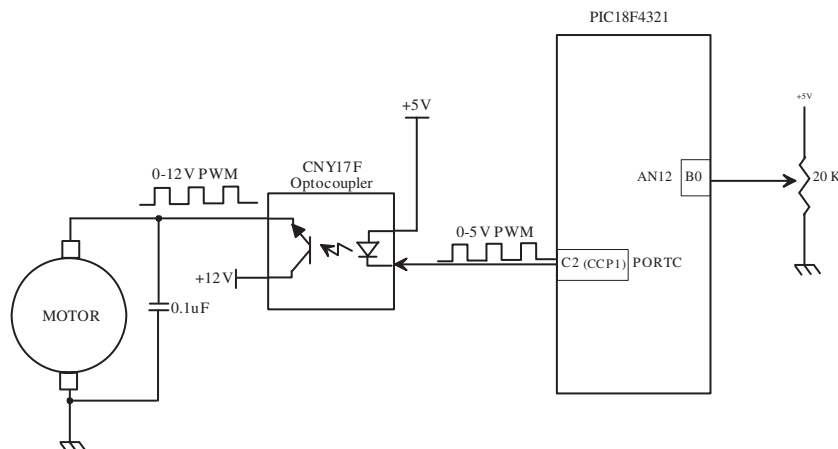 PIC18F4321
+5V
+5V
CNY17F
Optocoupler
0-12V PWM
AN12
B0
20 K
0-5V PWM
C2 (CCP1)
PORTC
+12V
0.1uF
MOTOR